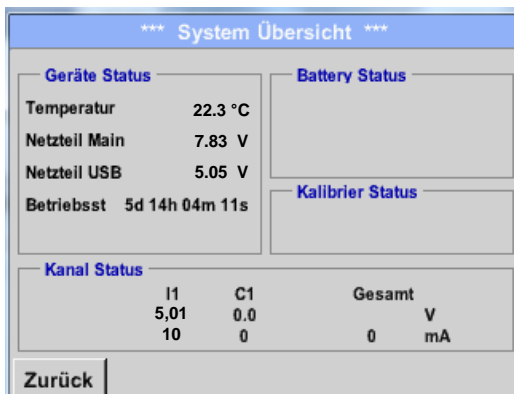 *** System Übersicht ***
Geräte Status
Temperatur 22.3 °C
Netzteil Main 7.83 V
Netzteil USB 5.05 V
Betriebsst 5d 14h 04m 11s
Battery Status
Kalibrier Status
Kanal Status
I1 C1 Gesamt
5,01 0.0 V
10 0 0 mA
Zurück